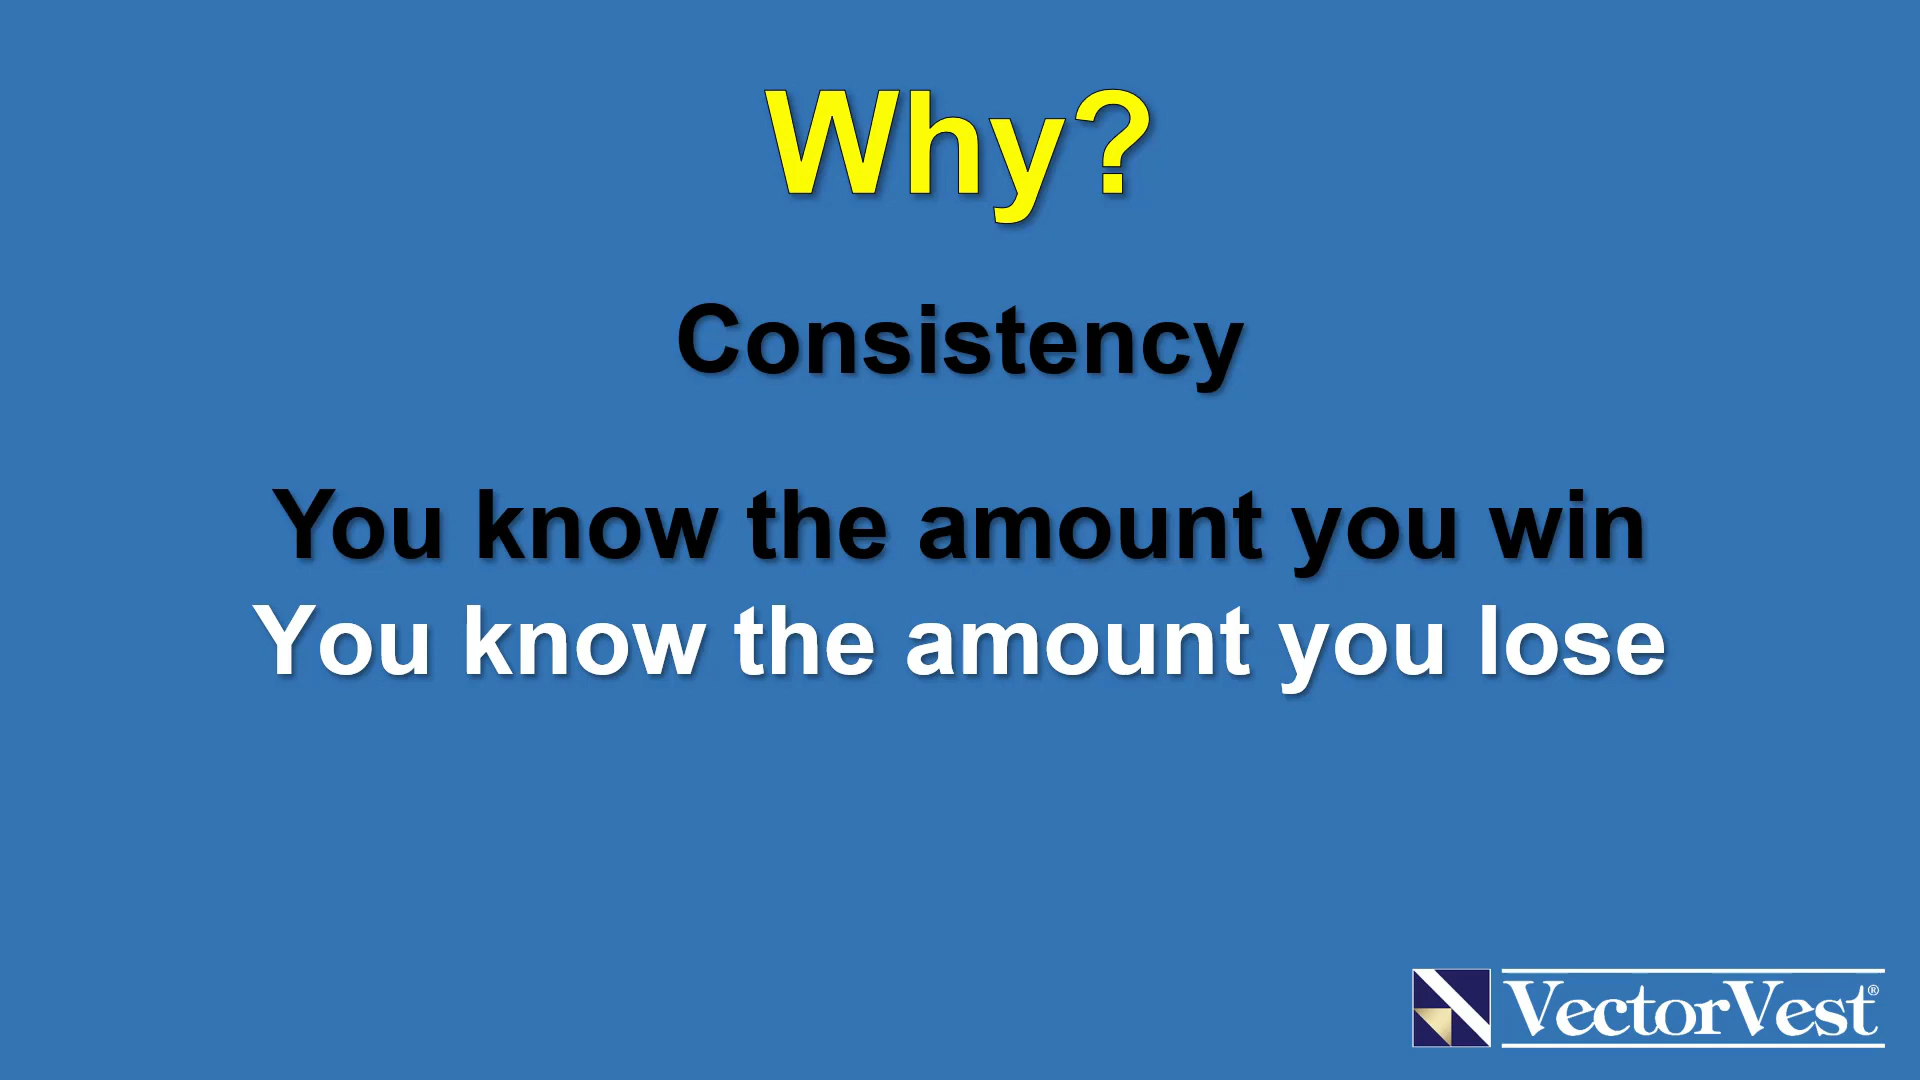 Why?
Consistency
You know the amount you win
You know the amount you lose
VectorVest®